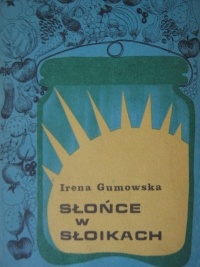 Irena Gumowska
SŁOŃCE
W
SŁOIKACH